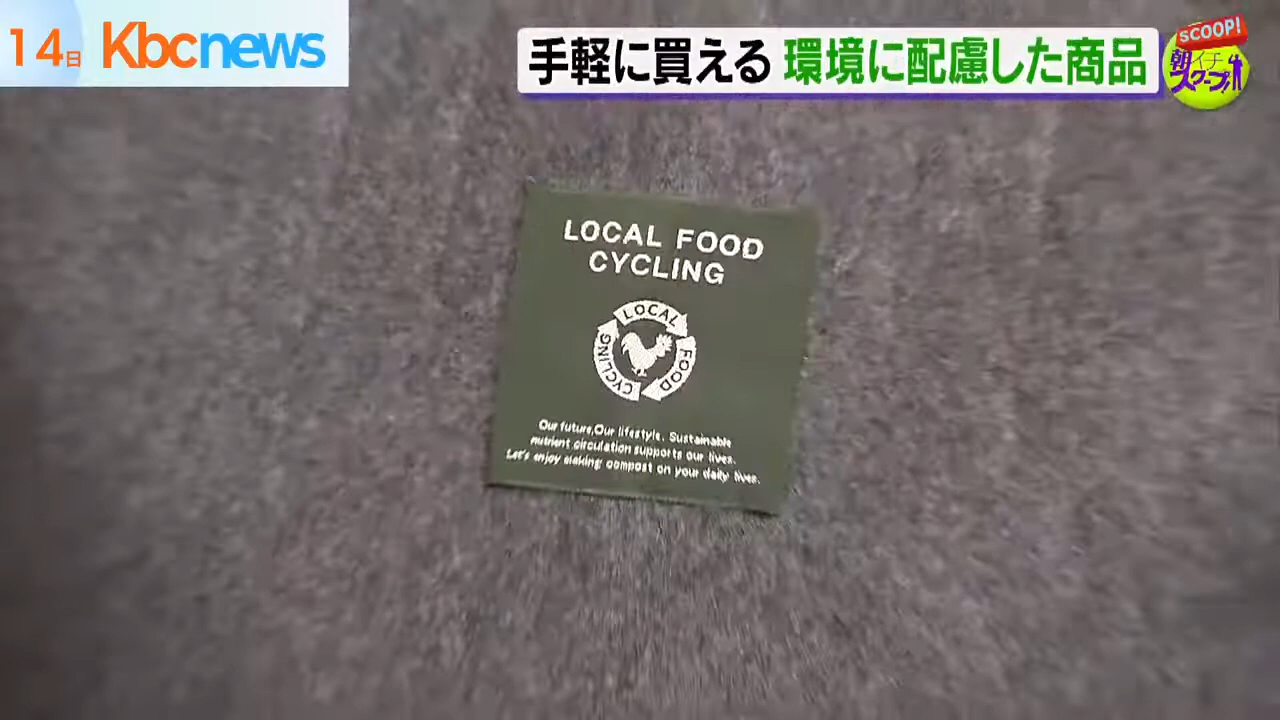 14日 Kbcnews
手軽に買える 環境に配慮した商品
SCOOP!
朝イチ
スクープ!
LOCAL FOOD
CYCLING
LOCAL FOOD CYCLING
Our future,Our lifestyle. Sustainable
nutrient circulation supports our lives.
Let's enjoy making compost on your daily lives.